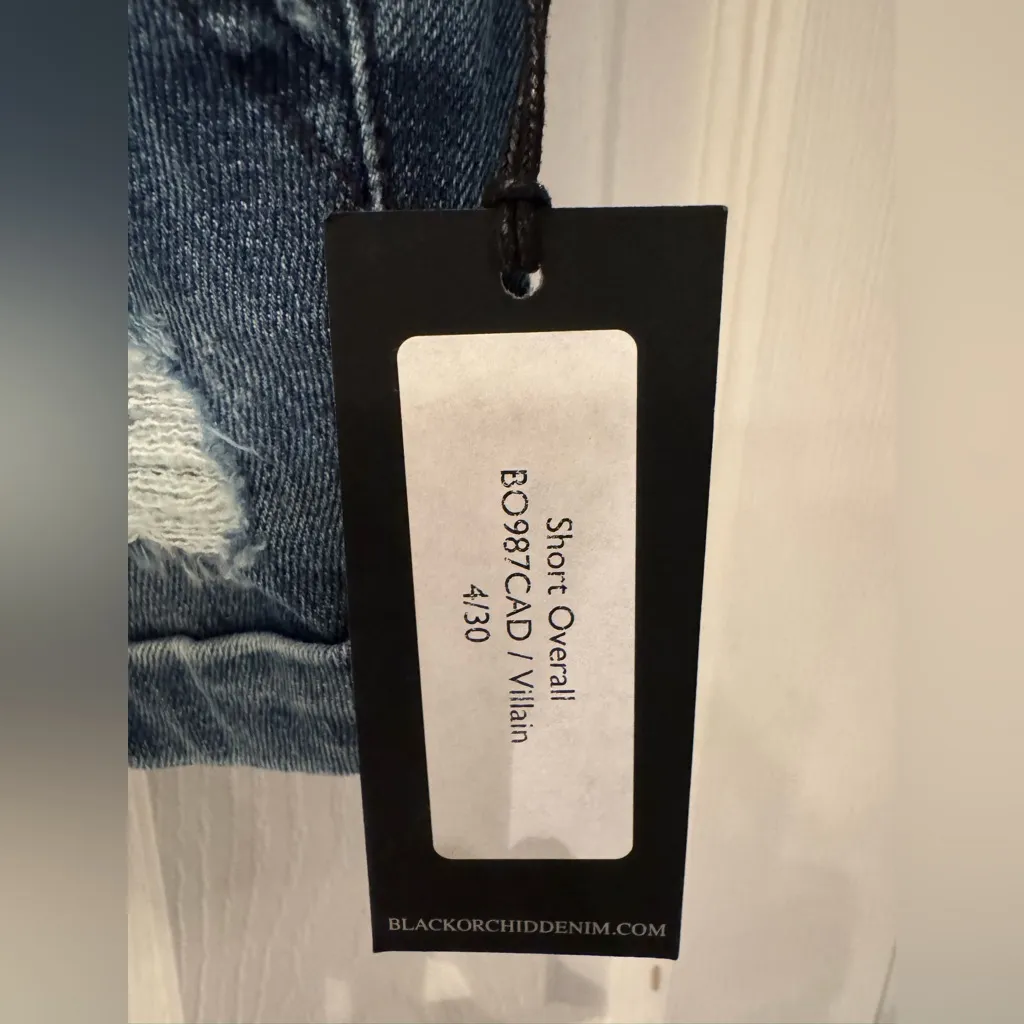 Short Overall
BO987CAD / Villain
4/30
BLACKORCHIDDENIM.COM